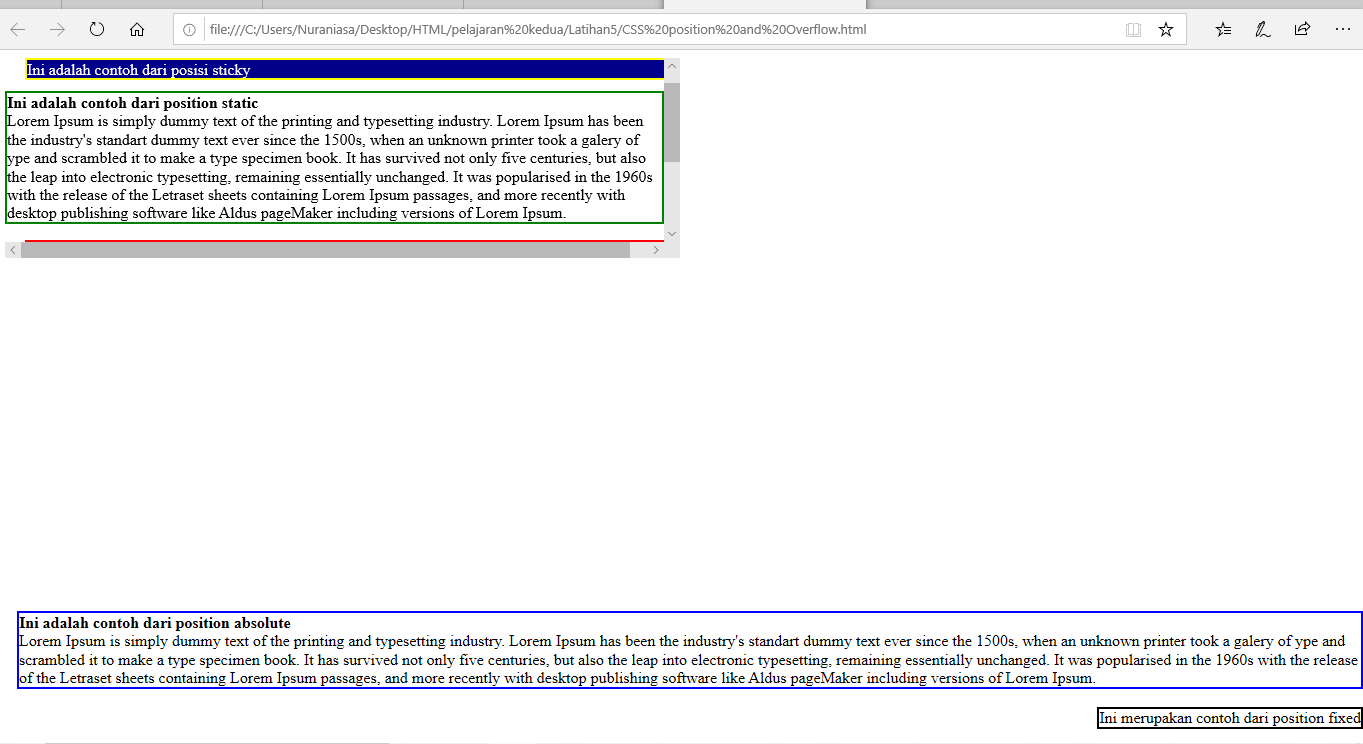 file:///C:/Users/Nuraniasa/Desktop/HTML/pelajaran%20kedua/Latihan5/CSS%20position%20and%20Overflow.html
Ini adalah contoh dari posisi sticky
Ini adalah contoh dari position static
Lorem Ipsum is simply dummy text of the printing and typesetting industry. Lorem Ipsum has been
the industry's standart dummy text ever since the 1500s, when an unknown printer took a galery of
ype and scrambled it to make a type specimen book. It has survived not only five centuries, but also
the leap into electronic typesetting, remaining essentially unchanged. It was popularised in the 1960s
with the release of the Letraset sheets containing Lorem Ipsum passages, and more recently with
desktop publishing software like Aldus pageMaker including versions of Lorem Ipsum.
Ini adalah contoh dari position absolute
Lorem Ipsum is simply dummy text of the printing and typesetting industry. Lorem Ipsum has been the industry's standart dummy text ever since the 1500s, when an unknown printer took a galery of ype and
scrambled it to make a type specimen book. It has survived not only five centuries, but also the leap into electronic typesetting, remaining essentially unchanged. It was popularised in the 1960s with the release
of the Letraset sheets containing Lorem Ipsum passages, and more recently with desktop publishing software like Aldus pageMaker including versions of Lorem Ipsum.
Ini merupakan contoh dari position fixed